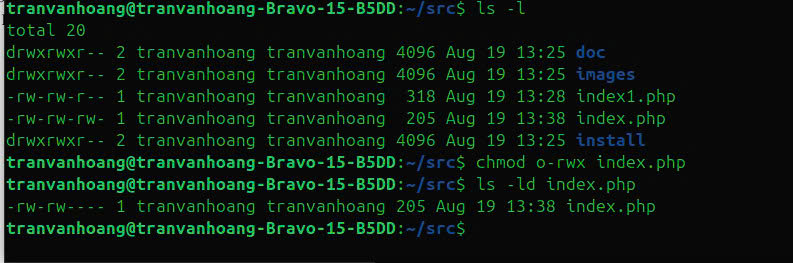 tranvanhoang@tranvanhoang-Bravo-15-B5DD:~/src$ ls -l
total 20
drwxrwxr-- 2 tranvanhoang tranvanhoang 4096 Aug 19 13:25 doc
drwxrwxr-- 2 tranvanhoang tranvanhoang 4096 Aug 19 13:25 images
-rw-rw-r-- 1 tranvanhoang tranvanhoang  318 Aug 19 13:28 index1.php
-rw-rw-rw- 1 tranvanhoang tranvanhoang  205 Aug 19 13:38 index.php
drwxrwxr-- 2 tranvanhoang tranvanhoang 4096 Aug 19 13:25 install
tranvanhoang@tranvanhoang-Bravo-15-B5DD:~/src$ chmod o-rwx index.php
tranvanhoang@tranvanhoang-Bravo-15-B5DD:~/src$ ls -ld index.php
-rw-rw---- 1 tranvanhoang tranvanhoang 205 Aug 19 13:38 index.php
tranvanhoang@tranvanhoang-Bravo-15-B5DD:~/src$